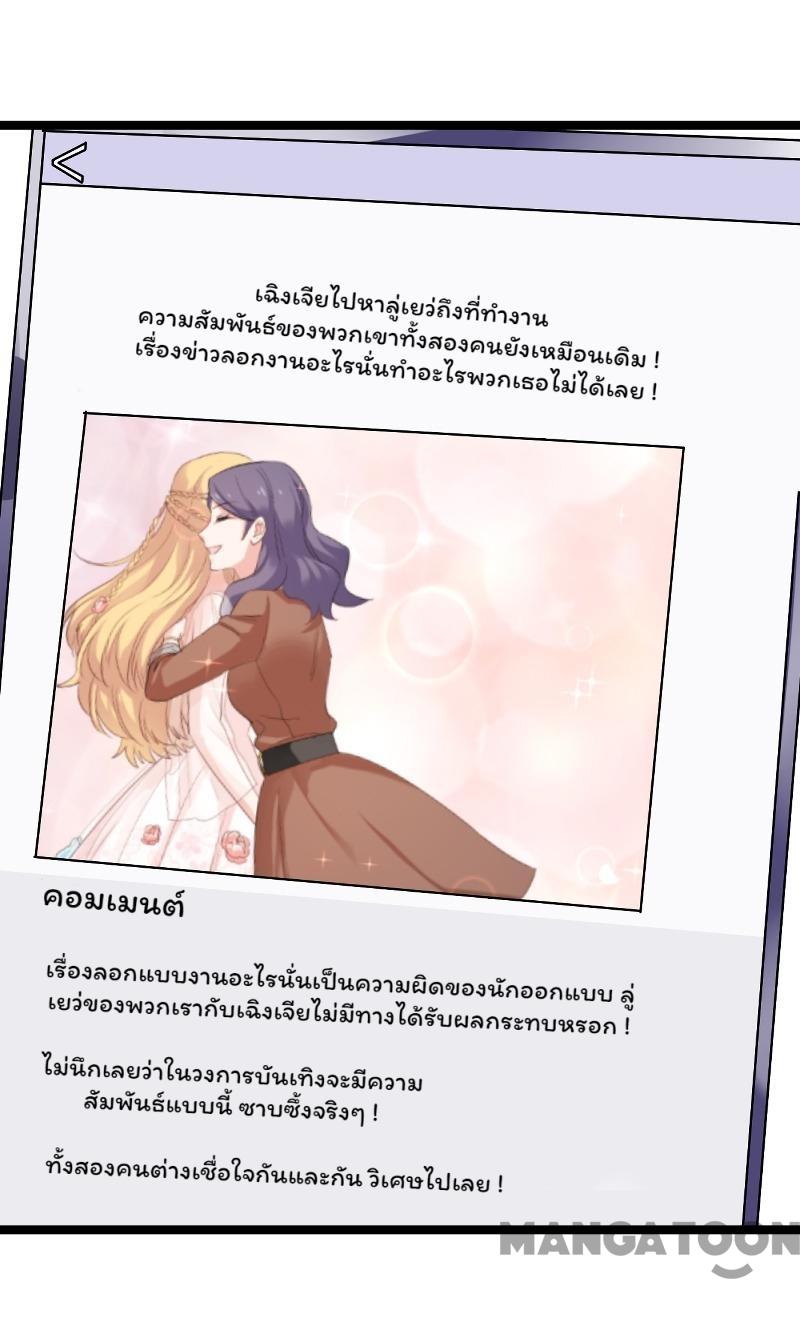 เฉิงเจียไปหาลู่เยว่ถึงที่ทำงาน
ความสัมพันธ์ของพวกเขาทั้งสองคนยังเหมือนเดิม !
เรื่องข่าวลอกงานอะไรนั่นทำอะไรพวกเธอไม่ได้เลย !
คอมเมนต์
เรื่องลอกแบบงานอะไรนั่นเป็นความผิดของนักออกแบบ ลู่
เยว่ของพวกเรากับเฉิงเจียไม่มีทางได้รับผลกระทบหรอก !
ไม่นึกเลยว่าในวงการบันเทิงจะมีความ
สัมพันธ์แบบนี้ ซาบซึ้งจริงๆ !
ทั้งสองคนต่างเชื่อใจกันและกัน วิเศษไปเลย !
MANGATOON